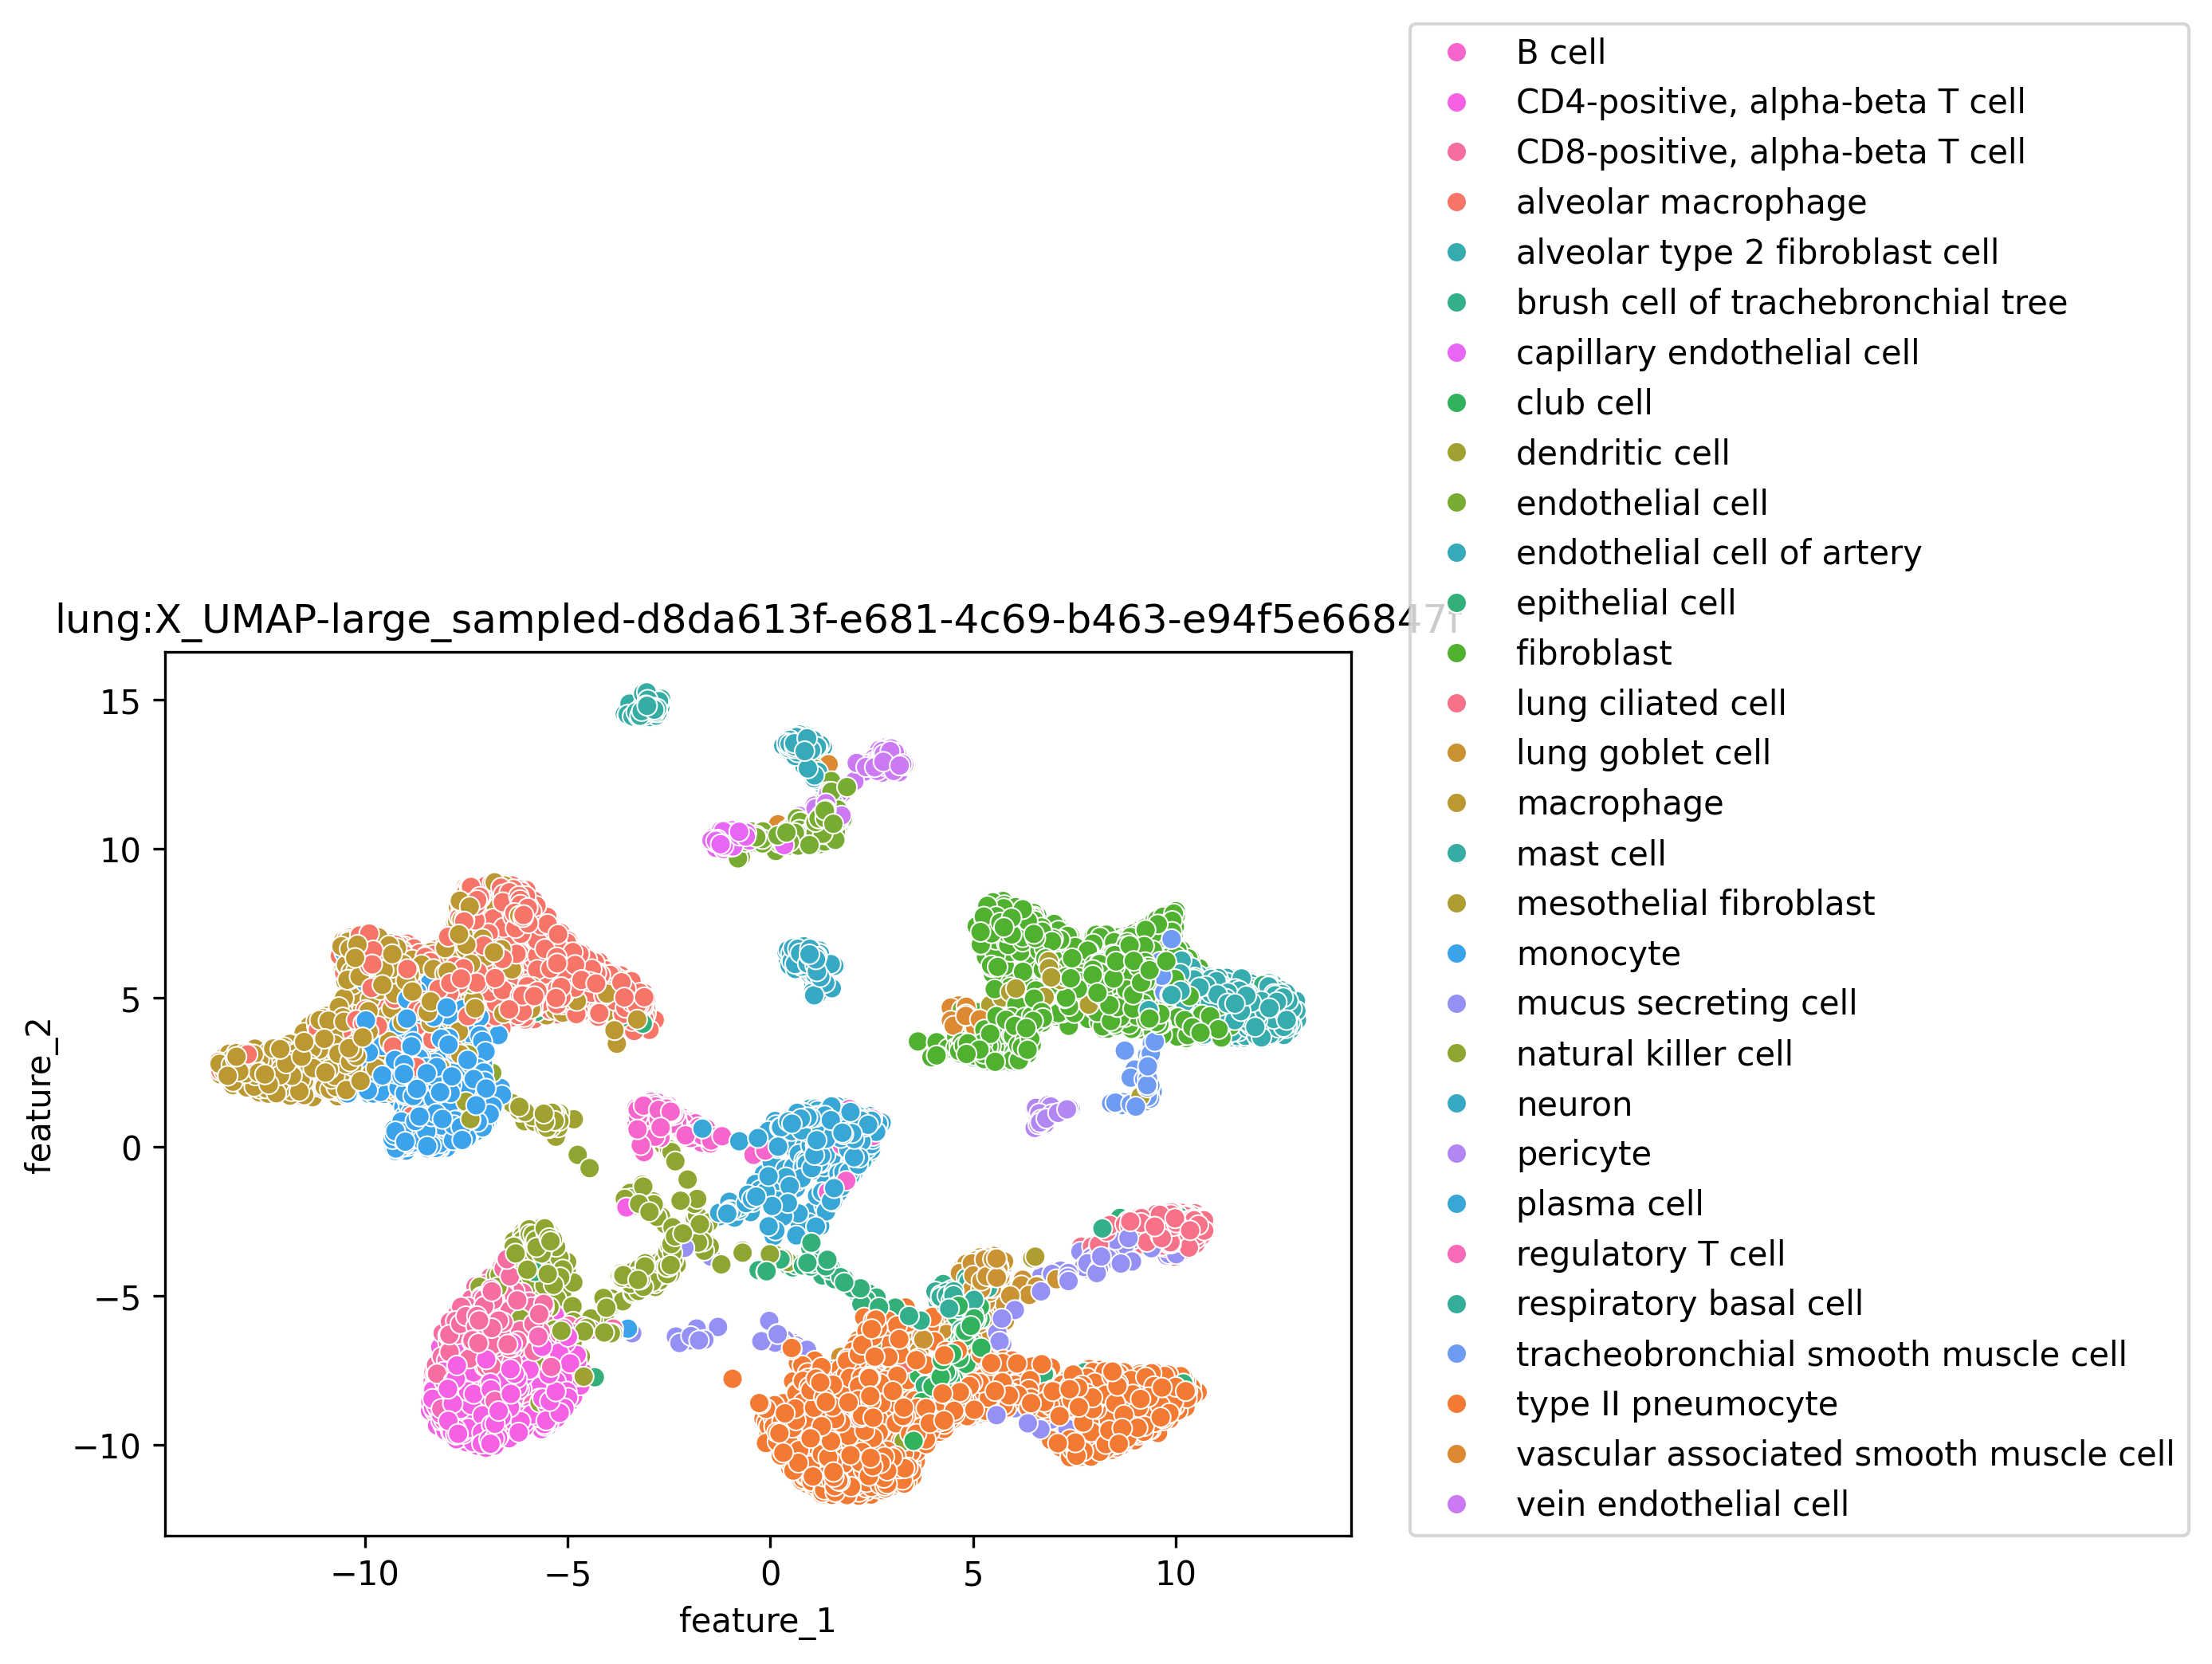 B cell
CD4-positive, alpha-beta T cell
CD8-positive, alpha-beta T cell
alveolar macrophage
alveolar type 2 fibroblast cell
brush cell of trachebronchial tree
capillary endothelial cell
club cell
dendritic cell
endothelial cell
endothelial cell of artery
epithelial cell
fibroblast
lung ciliated cell
lung goblet cell
macrophage
mast cell
mesothelial fibroblast
monocyte
mucus secreting cell
natural killer cell
neuron
pericyte
plasma cell
regulatory T cell
respiratory basal cell
tracheobronchial smooth muscle cell
type II pneumocyte
vascular associated smooth muscle cell
vein endothelial cell
lung:X_UMAP-large_sampled-d8da613f-e681-4c69-b463-e94f5e66847f
15
10
5
0
−5
−10
feature_2
−10 −5 0 5 10
feature_1